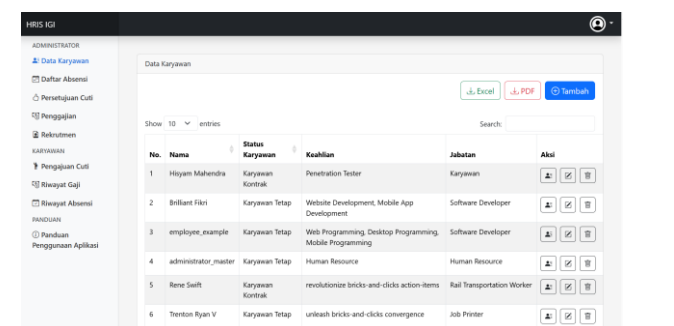 HRIS IGI
ADMINISTRATOR
Data Karyawan
Daftar Absensi
Persetujuan Cuti
Penggajian
Rekrutmen
KARYAWAN
Pengajuan Cuti
Riwayat Gaji
Riwayat Absensi
PANDUAN
Panduan
Penggunaan Aplikasi
Data Karyawan
Excel PDF Tambah
Show 10 entries Search:
No. Nama Status Karyawan Keahlian Jabatan Aksi
1 Hisyam Mahendra Karyawan Kontrak Penetration Tester Karyawan
2 Brilliant Fikri Karyawan Tetap Website Development, Mobile App Development Software Developer
3 employee_example Karyawan Tetap Web Programming, Desktop Programming, Mobile Programming Software Developer
4 administrator_master Karyawan Tetap Human Resource Human Resource
5 Rene Swift Karyawan Kontrak revolutionize bricks-and-clicks action-items Rail Transportation Worker
6 Trenton Ryan V Karyawan Tetap unleash bricks-and-clicks convergence Job Printer